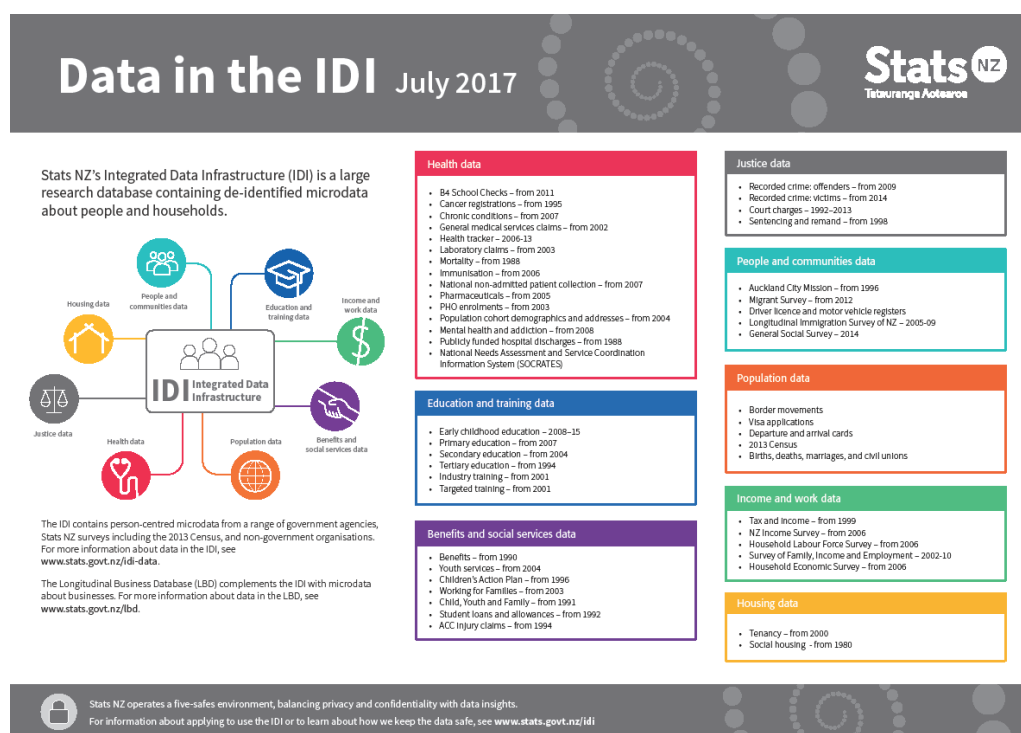 Data in the IDI July 2017
Stats NZ
Tatauranga Aotearoa
Stats NZ's Integrated Data Infrastructure (IDI) is a large
research database containing de-identified microdata
about people and households.
People and
communities data
Education and
training data
Housing data
Income and
work data
IDI Integrated Data
Infrastructure
Justice data
Health data
Population data
Benefits and
social services data
The IDI contains person-centred microdata from a range of government agencies,
Stats NZ surveys including the 2013 Census, and non-government organisations.
For more information about data in the IDI, see
www.stats.govt.nz/idi-data.
The Longitudinal Business Database (LBD) complements the IDI with microdata
about businesses. For more information about data in the LBD, see
www.stats.govt.nz/lbd.
Health data
• B4 School Checks – from 2011
• Cancer registrations – from 1995
• Chronic conditions – from 2007
• General medical services claims – from 2002
• Health tracker – 2006-13
• Laboratory claims – from 2003
• Mortality – from 1988
• Immunisation – from 2006
• National non-admitted patient collection – from 2007
• Pharmaceuticals – from 2005
• PHO enrolments – from 2003
• Population cohort demographics and addresses – from 2004
• Mental health and addiction – from 2008
• Publicly funded hospital discharges – from 1988
• National Needs Assessment and Service Coordination
Information System (SOCRATES)
Education and training data
• Early childhood education – 2008–15
• Primary education – from 2007
• Secondary education – from 2004
• Tertiary education – from 1994
• Industry training – from 2001
• Targeted training – from 2001
Benefits and social services data
• Benefits – from 1990
• Youth services – from 2004
• Children's Action Plan – from 1996
• Working for Families – from 2003
• Child, Youth and Family – from 1991
• Student loans and allowances – from 1992
• ACC injury claims – from 1994
Justice data
• Recorded crime: offenders – from 2009
• Recorded crime: victims – from 2014
• Court charges – 1992–2013
• Sentencing and remand – from 1998
People and communities data
• Auckland City Mission – from 1996
• Migrant Survey – from 2012
• Driver licence and motor vehicle registers
• Longitudinal Immigration Survey of NZ – 2005-09
• General Social Survey – 2014
Population data
• Border movements
• Visa applications
• Departure and arrival cards
• 2013 Census
• Births, deaths, marriages, and civil unions
Income and work data
• Tax and income – from 1999
• NZ Income Survey – from 2006
• Household Labour Force Survey – from 2006
• Survey of Family, Income and Employment – 2002-10
• Household Economic Survey – from 2006
Housing data
• Tenancy – from 2000
• Social housing - from 1980
Stats NZ operates a five-safes environment, balancing privacy and confidentiality with data insights.
For information about applying to use the IDI or to learn about how we keep the data safe, see www.stats.govt.nz/idi